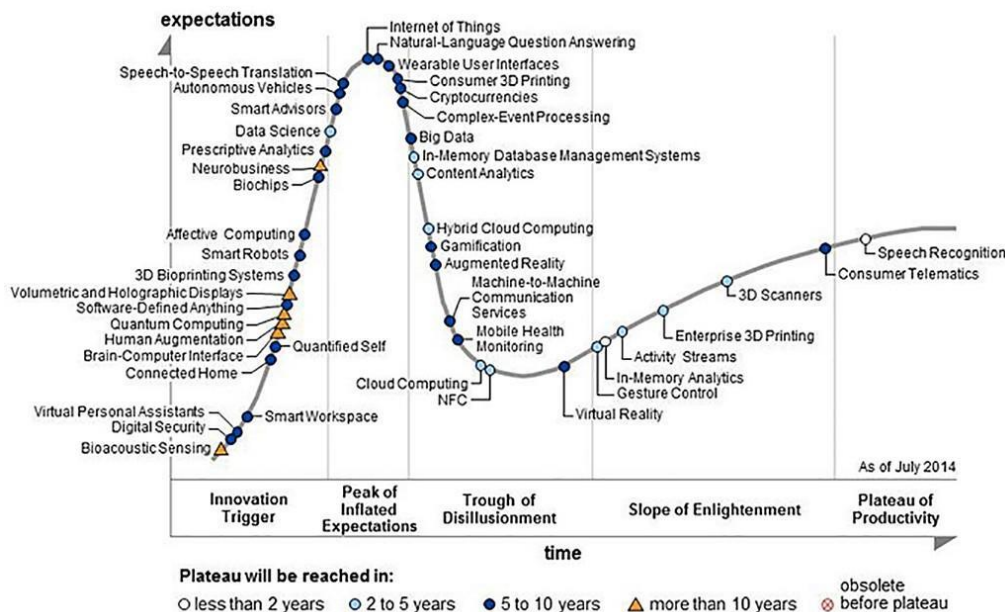 expectations
Internet of Things
Natural-Language Question Answering
Wearable User Interfaces
Speech-to-Speech Translation
Consumer 3D Printing
Autonomous Vehicles
Cryptocurrencies
Smart Advisors
Complex-Event Processing
Data Science
Big Data
Prescriptive Analytics
In-Memory Database Management Systems
Neurobusiness
Content Analytics
Biochips
Hybrid Cloud Computing
Affective Computing
Gamification
Speech Recognition
Smart Robots
Augmented Reality
Consumer Telematics
3D Bioprinting Systems
Machine-to-Machine
Communication
Services
Volumetric and Holographic Displays
3D Scanners
Software-Defined Anything
Quantum Computing
Human Augmentation
Mobile Health
Monitoring
Enterprise 3D Printing
Quantified Self
Brain-Computer Interface
Activity Streams
Connected Home
Cloud Computing
In-Memory Analytics
NFC
Gesture Control
Virtual Personal Assistants
Smart Workspace
Virtual Reality
Digital Security
Bioacoustic Sensing
As of July 2014
Innovation
Trigger
Peak of
Inflated
Expectations
Trough of
Disillusionment
Slope of Enlightenment
Plateau of
Productivity
time
Plateau will be reached in:
less than 2 years
2 to 5 years
5 to 10 years
more than 10 years
obsolete
before plateau